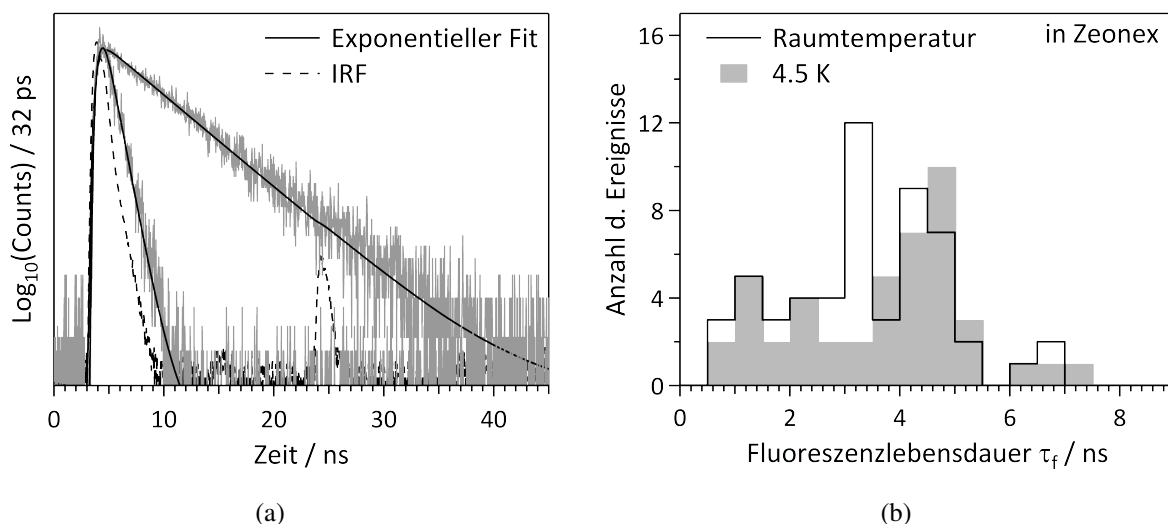 Exponentieller Fit
IRF
Log10(Counts) / 32 ps
0 10 20 30 40
Zeit / ns
(a)
Raumtemperatur
4.5 K
in Zeonex
Anzahl d. Ereignisse
16
12
8
4
0
0 2 4 6 8
Fluoreszenzlebensdauer τf / ns
(b)